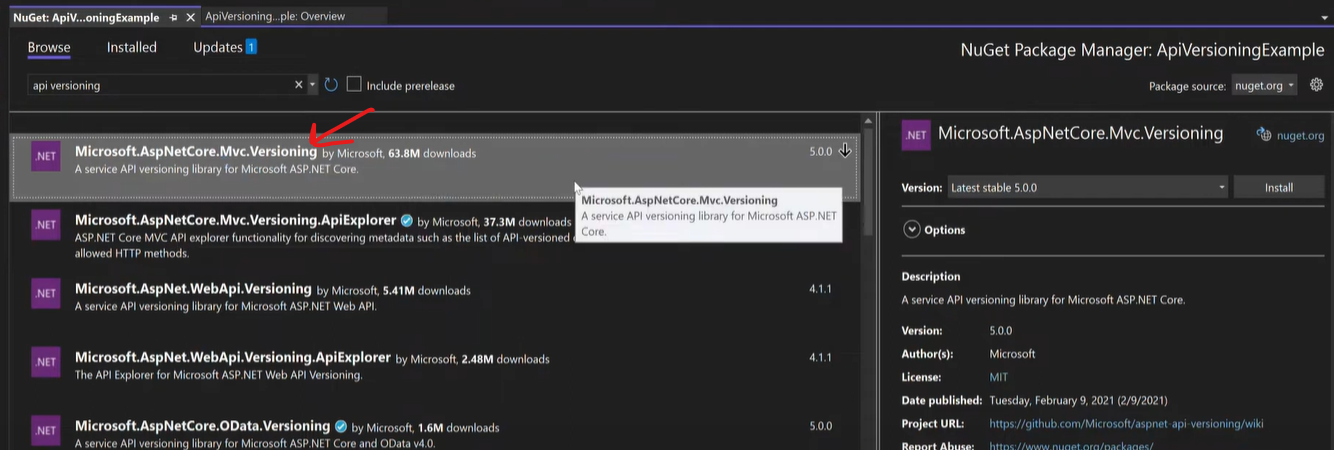 NuGet: ApiV...oningExample
ApiVersioning...ple: Overview
Browse Installed Updates 1
NuGet Package Manager: ApiVersioningExample
api versioning
Include prerelease
Package source: nuget.org
.NET
Microsoft.AspNetCore.Mvc.Versioning by Microsoft, 63.8M downloads
5.0.0
A service API versioning library for Microsoft ASP.NET Core.
Microsoft.AspNetCore.Mvc.Versioning
A service API versioning library for Microsoft ASP.NET
Core.
.NET
Microsoft.AspNetCore.Mvc.Versioning.ApiExplorer by Microsoft, 37.3M downloads
ASP.NET Core MVC API explorer functionality for discovering metadata such as the list of API-versioned
allowed HTTP methods.
.NET
Microsoft.AspNet.WebApi.Versioning by Microsoft, 5.41M downloads
4.1.1
A service API versioning library for Microsoft ASP.NET Web API.
.NET
Microsoft.AspNet.WebApi.Versioning.ApiExplorer by Microsoft, 2.48M downloads
4.1.1
The API Explorer for Microsoft ASP.NET Web API Versioning.
.NET
Microsoft.AspNetCore.OData.Versioning by Microsoft, 1.6M downloads
5.0.0
A service API versioning library for Microsoft ASP.NET Core and OData v4.0.
.NET
Microsoft.AspNetCore.Mvc.Versioning
nuget.org
Version: Latest stable 5.0.0 Install
Options
Description
A service API versioning library for Microsoft ASP.NET Core.
Version: 5.0.0
Author(s): Microsoft
License: MIT
Date published: Tuesday, February 9, 2021 (2/9/2021)
Project URL: https://github.com/Microsoft/aspnet-api-versioning/wiki
Report Abuse: https://www.nuget.org/packages/